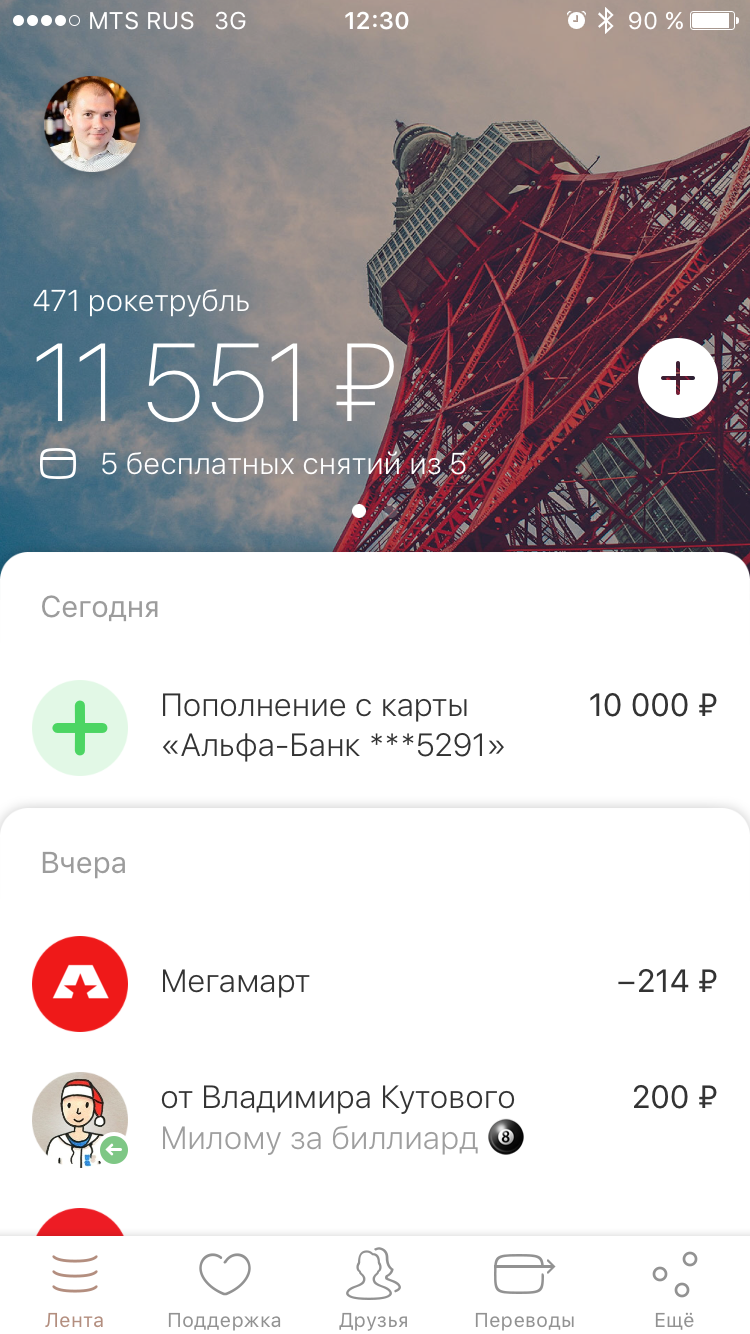 MTS RUS 3G 12:30 90 %
471 рокетрубль
11 551 ₽
5 бесплатных снятий из 5
Сегодня
Пополнение с карты 10 000 ₽
«Альфа-Банк ***5291»
Вчера
Мегамарт −214 ₽
от Владимира Кутового 200 ₽
Милому за биллиард 🎱
Лента Поддержка Друзья Переводы Ещё